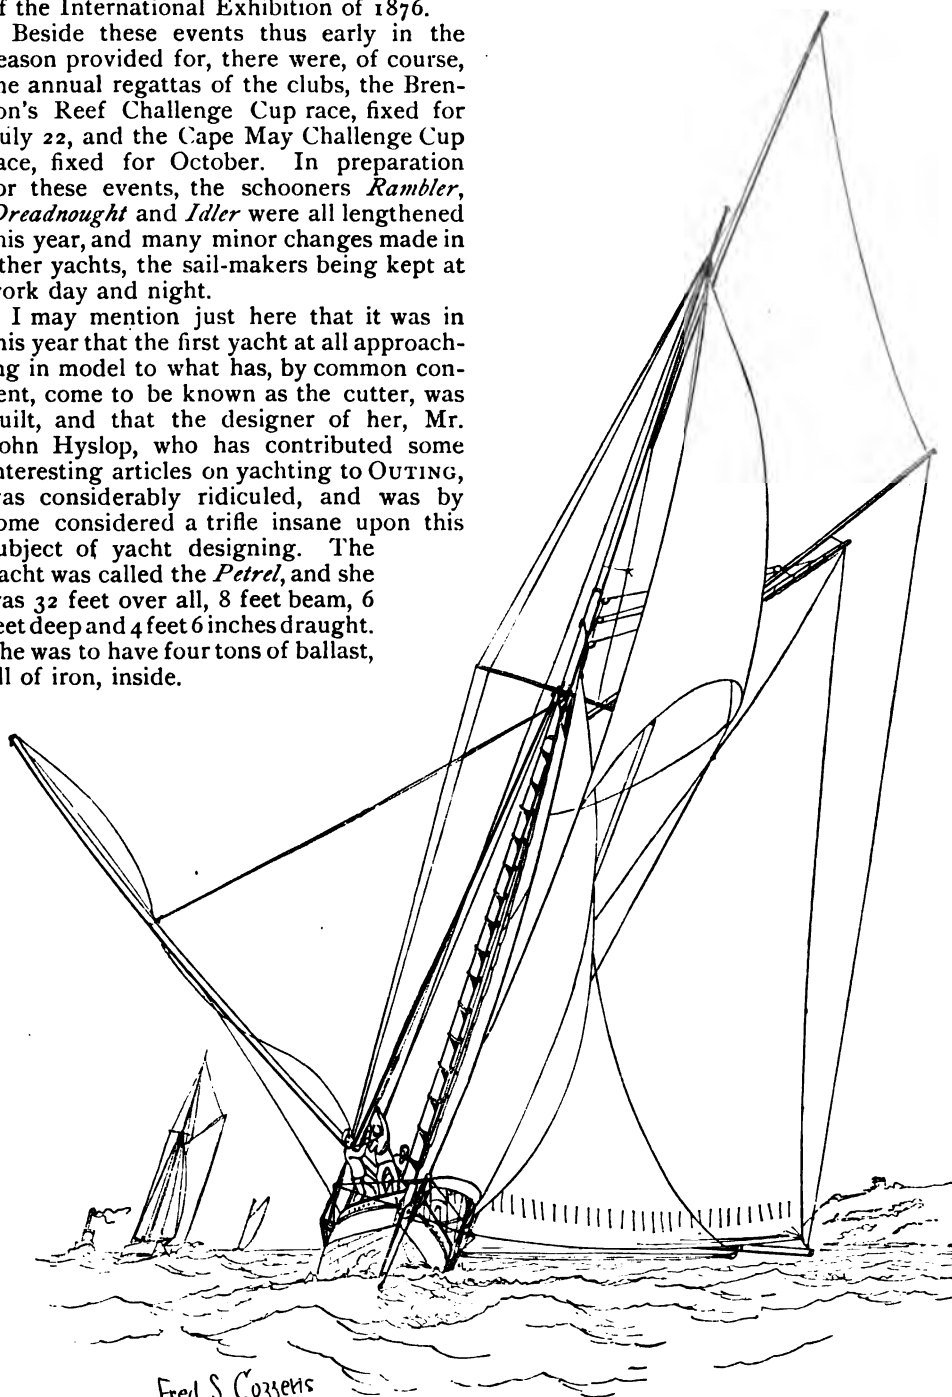 f the International Exhibition of 1876.
Beside these events thus early in the
eason provided for, there were, of course,
he annual regattas of the clubs, the Bren-
on's Reef Challenge Cup race, fixed for
uly 22, and the Cape May Challenge Cup
ace, fixed for October. In preparation
or these events, the schooners Rambler,
Dreadnought and Idler were all lengthened
his year, and many minor changes made in
ther yachts, the sail-makers being kept at
ork day and night.
I may mention just here that it was in
his year that the first yacht at all approach-
ng in model to what has, by common con-
ent, come to be known as the cutter, was
uilt, and that the designer of her, Mr.
ohn Hyslop, who has contributed some
nteresting articles on yachting to OUTING,
as considerably ridiculed, and was by
ome considered a trifle insane upon this
ubject of yacht designing. The
acht was called the Petrel, and she
as 32 feet over all, 8 feet beam, 6
eet deep and 4 feet 6 inches draught.
he was to have four tons of ballast,
ll of iron, inside.
Fred S. Cozzens